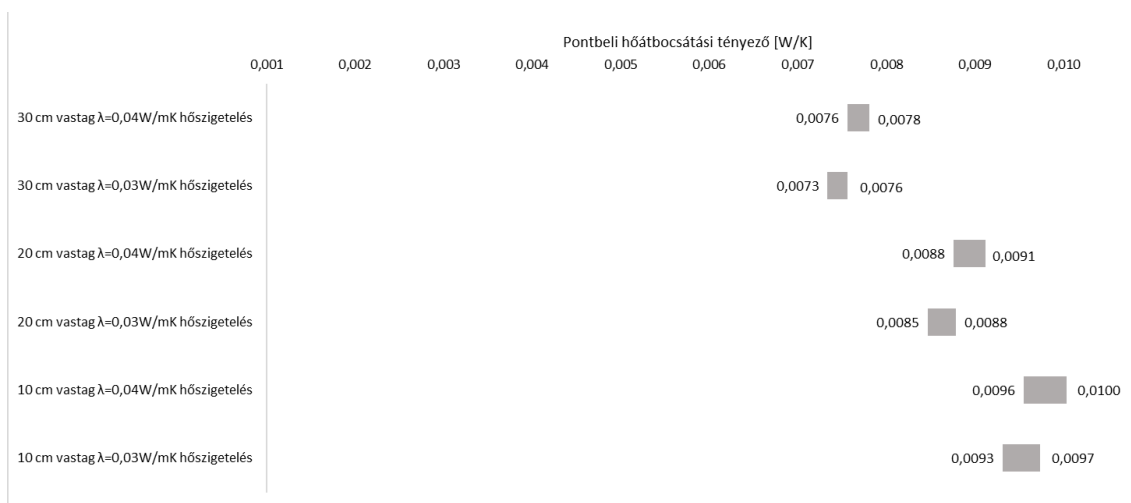 Pontbeli hőátbocsátási tényező [W/K]
0,001 0,002 0,003 0,004 0,005 0,006 0,007 0,008 0,009 0,010
30 cm vastag λ=0,04W/mK hőszigetelés 0,0076 0,0078
30 cm vastag λ=0,03W/mK hőszigetelés 0,0073 0,0076
20 cm vastag λ=0,04W/mK hőszigetelés 0,0088 0,0091
20 cm vastag λ=0,03W/mK hőszigetelés 0,0085 0,0088
10 cm vastag λ=0,04W/mK hőszigetelés 0,0096 0,0100
10 cm vastag λ=0,03W/mK hőszigetelés 0,0093 0,0097